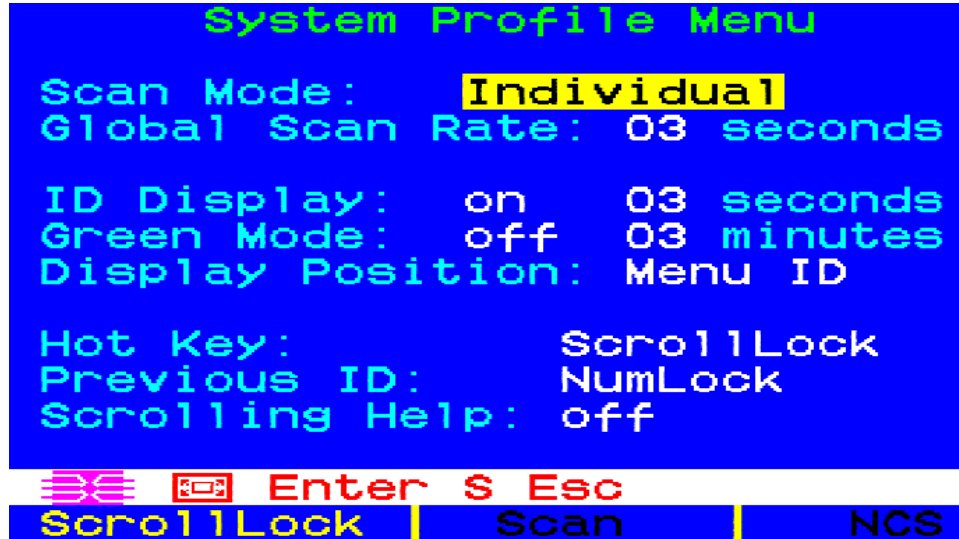 System Profile Menu
Scan Mode: Individual
Global Scan Rate: 03 seconds
ID Display: on 03 seconds
Green Mode: off 03 minutes
Display Position: Menu ID
Hot Key: ScrollLock
Previous ID: NumLock
Scrolling Help: off
Enter S Esc
ScrollLock Scan NCS